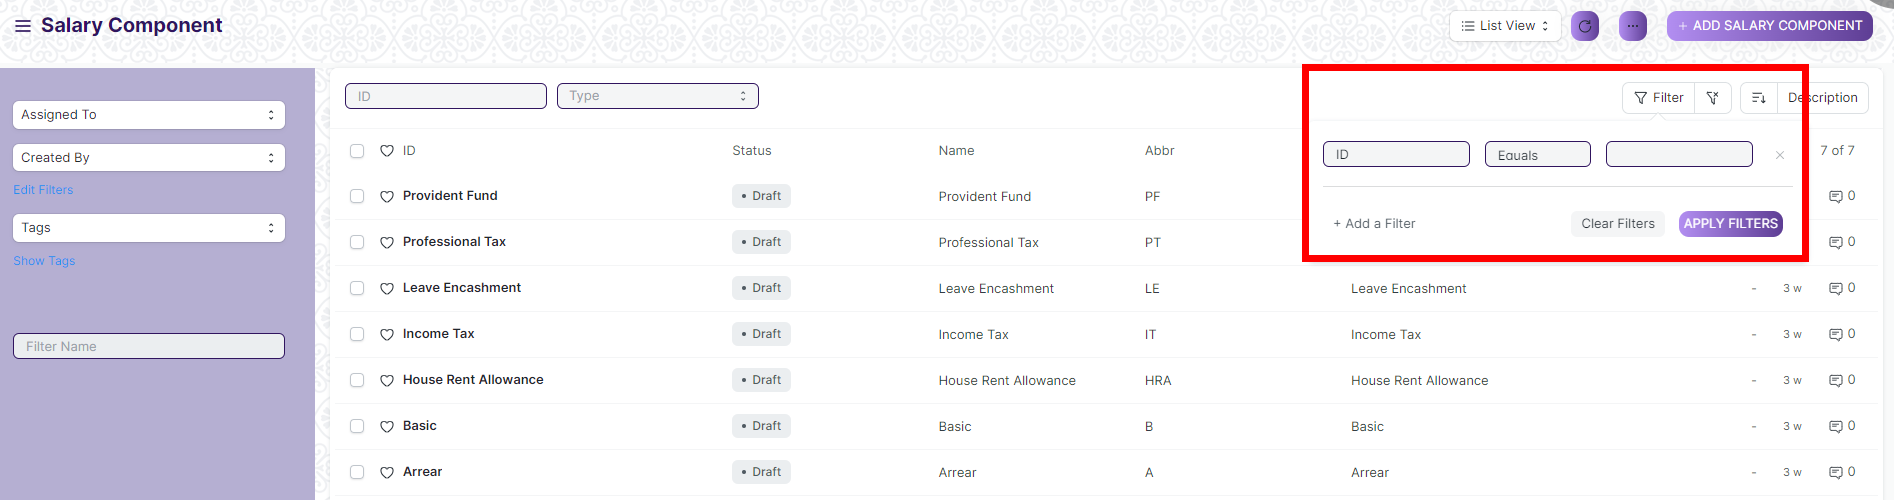 Salary Component
List View
...
+ ADD SALARY COMPONENT
Assigned To
Created By
Edit Filters
Tags
Show Tags
Filter Name
ID
Type
Filter
Description
ID
Status
Name
Abbr
7 of 7
ID
Equals
+ Add a Filter
Clear Filters
APPLY FILTERS
Provident Fund • Draft Provident Fund PF 0
Professional Tax • Draft Professional Tax PT 0
Leave Encashment • Draft Leave Encashment LE Leave Encashment - 3 w 0
Income Tax • Draft Income Tax IT Income Tax - 3 w 0
House Rent Allowance • Draft House Rent Allowance HRA House Rent Allowance - 3 w 0
Basic • Draft Basic B Basic - 3 w 0
Arrear • Draft Arrear A Arrear - 3 w 0